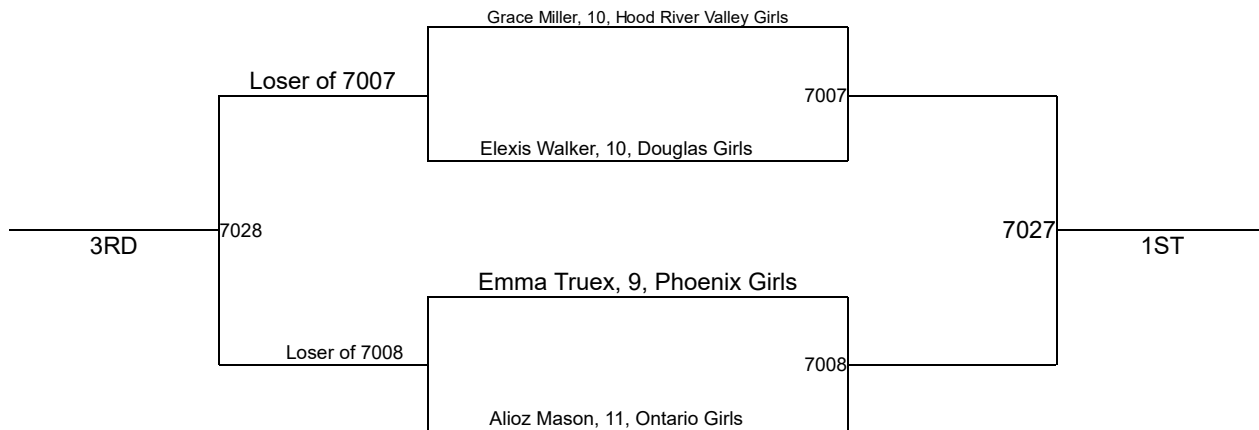 Grace Miller, 10, Hood River Valley Girls
Loser of 7007
7007
Elexis Walker, 10, Douglas Girls
7028
7027
3RD
1ST
Emma Truex, 9, Phoenix Girls
Loser of 7008
7008
Alioz Mason, 11, Ontario Girls